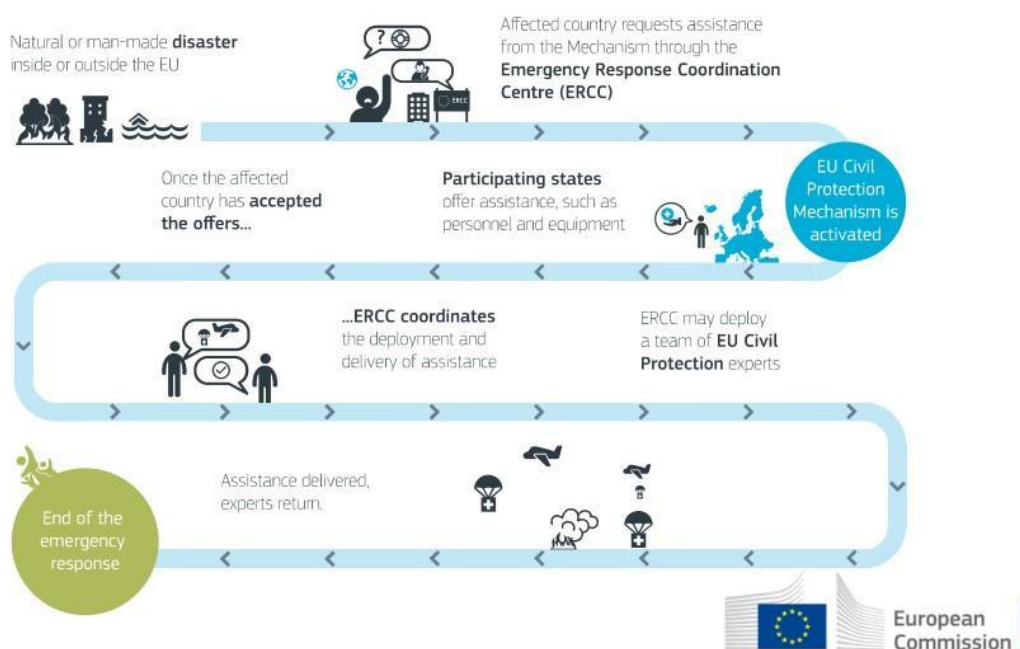 Natural or man-made disaster
inside or outside the EU
?
ERCC
Affected country requests assistance
from the Mechanism through the
Emergency Response Coordination
Centre (ERCC)
EU Civil
Protection
Mechanism is
activated
Participating states
offer assistance, such as
personnel and equipment
Once the affected
country has accepted
the offers...
...ERCC coordinates
the deployment and
delivery of assistance
ERCC may deploy
a team of EU Civil
Protection experts
Assistance delivered,
experts return.
End of the
emergency
response
European
Commission